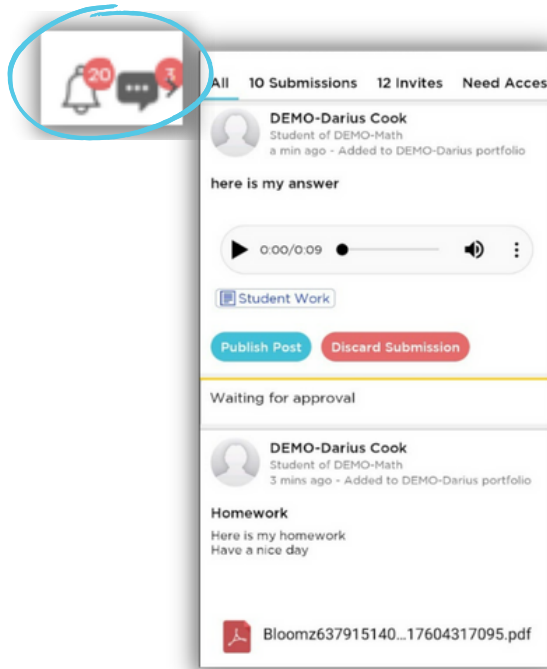 20
3
All 10 Submissions 12 Invites Need Acces
DEMO-Darius Cook
Student of DEMO-Math
a min ago - Added to DEMO-Darius portfolio
here is my answer
0:00/0:09
Student Work
Publish Post Discard Submission
Waiting for approval
DEMO-Darius Cook
Student of DEMO-Math
3 mins ago - Added to DEMO-Darius portfolio
Homework
Here is my homework
Have a nice day
Bloomz637915140...17604317095.pdf